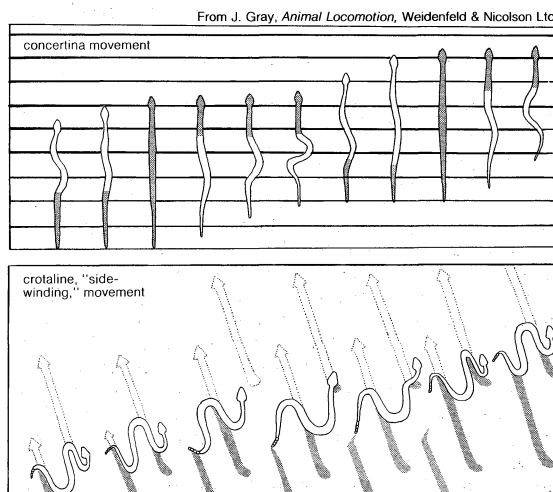 From J. Gray, Animal Locomotion, Weidenfeld & Nicolson Ltd
concertina movement
crotaline, "side-
winding," movement